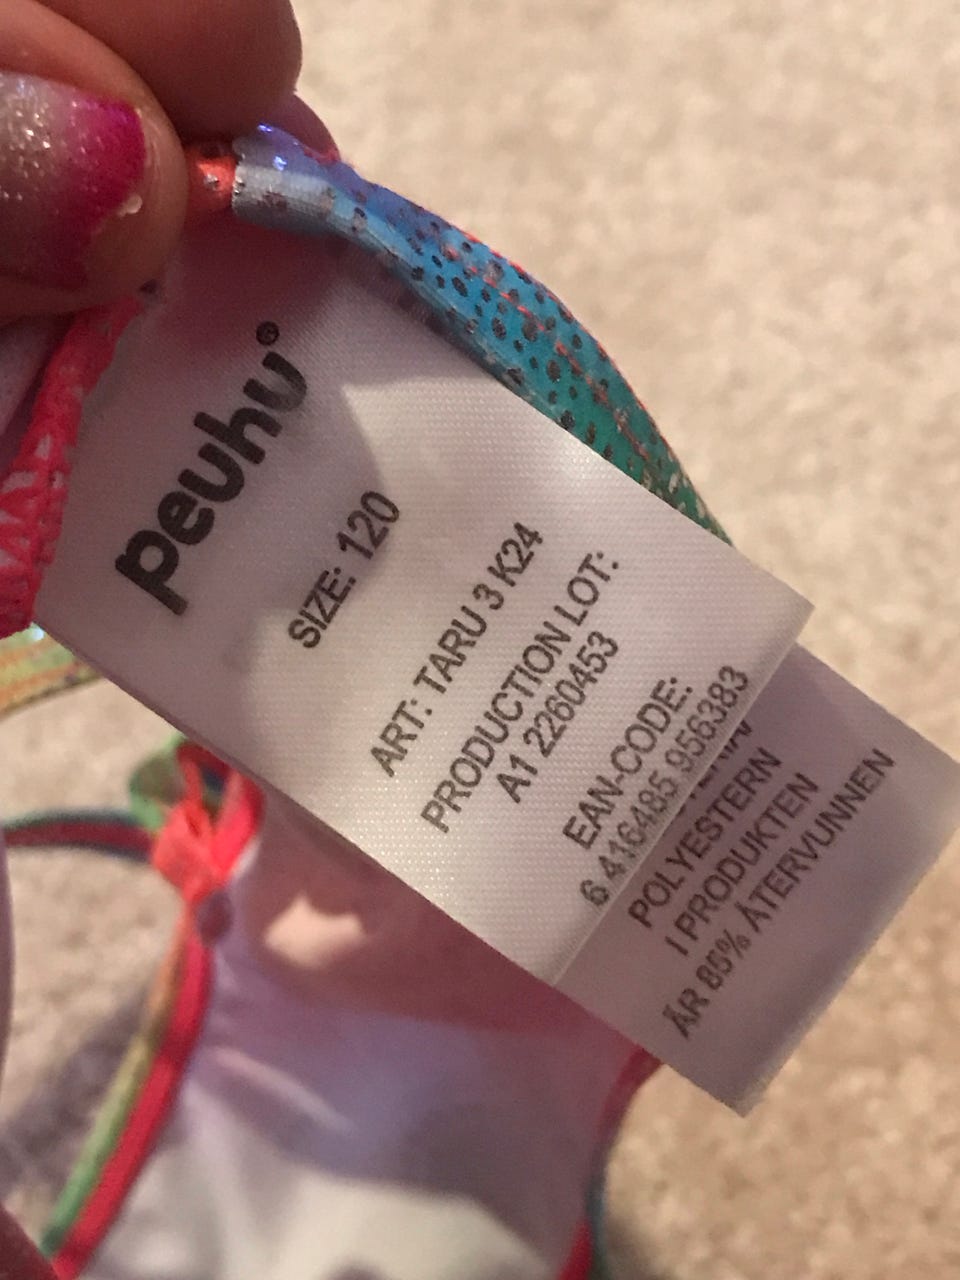 peuhu®
SIZE: 120
ART: TARU 3 K24
PRODUCTION LOT:
A1 2260453
EAN-CODE:
6 416485 956383
POLYESTERN
I PRODUKTEN
ÄR 85% ÅTERVUNNEN